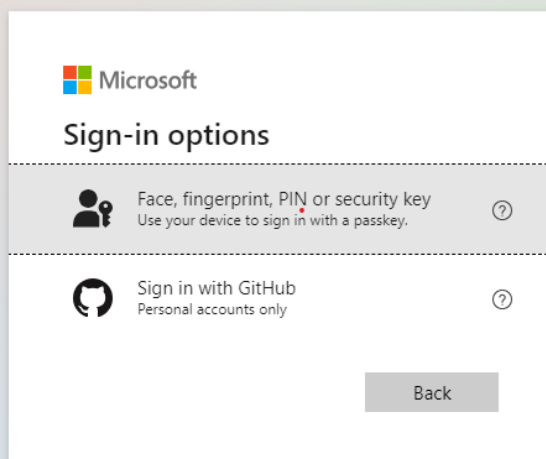 Microsoft
Sign-in options
Face, fingerprint, PIN or security key
Use your device to sign in with a passkey.
Sign in with GitHub
Personal accounts only
Back